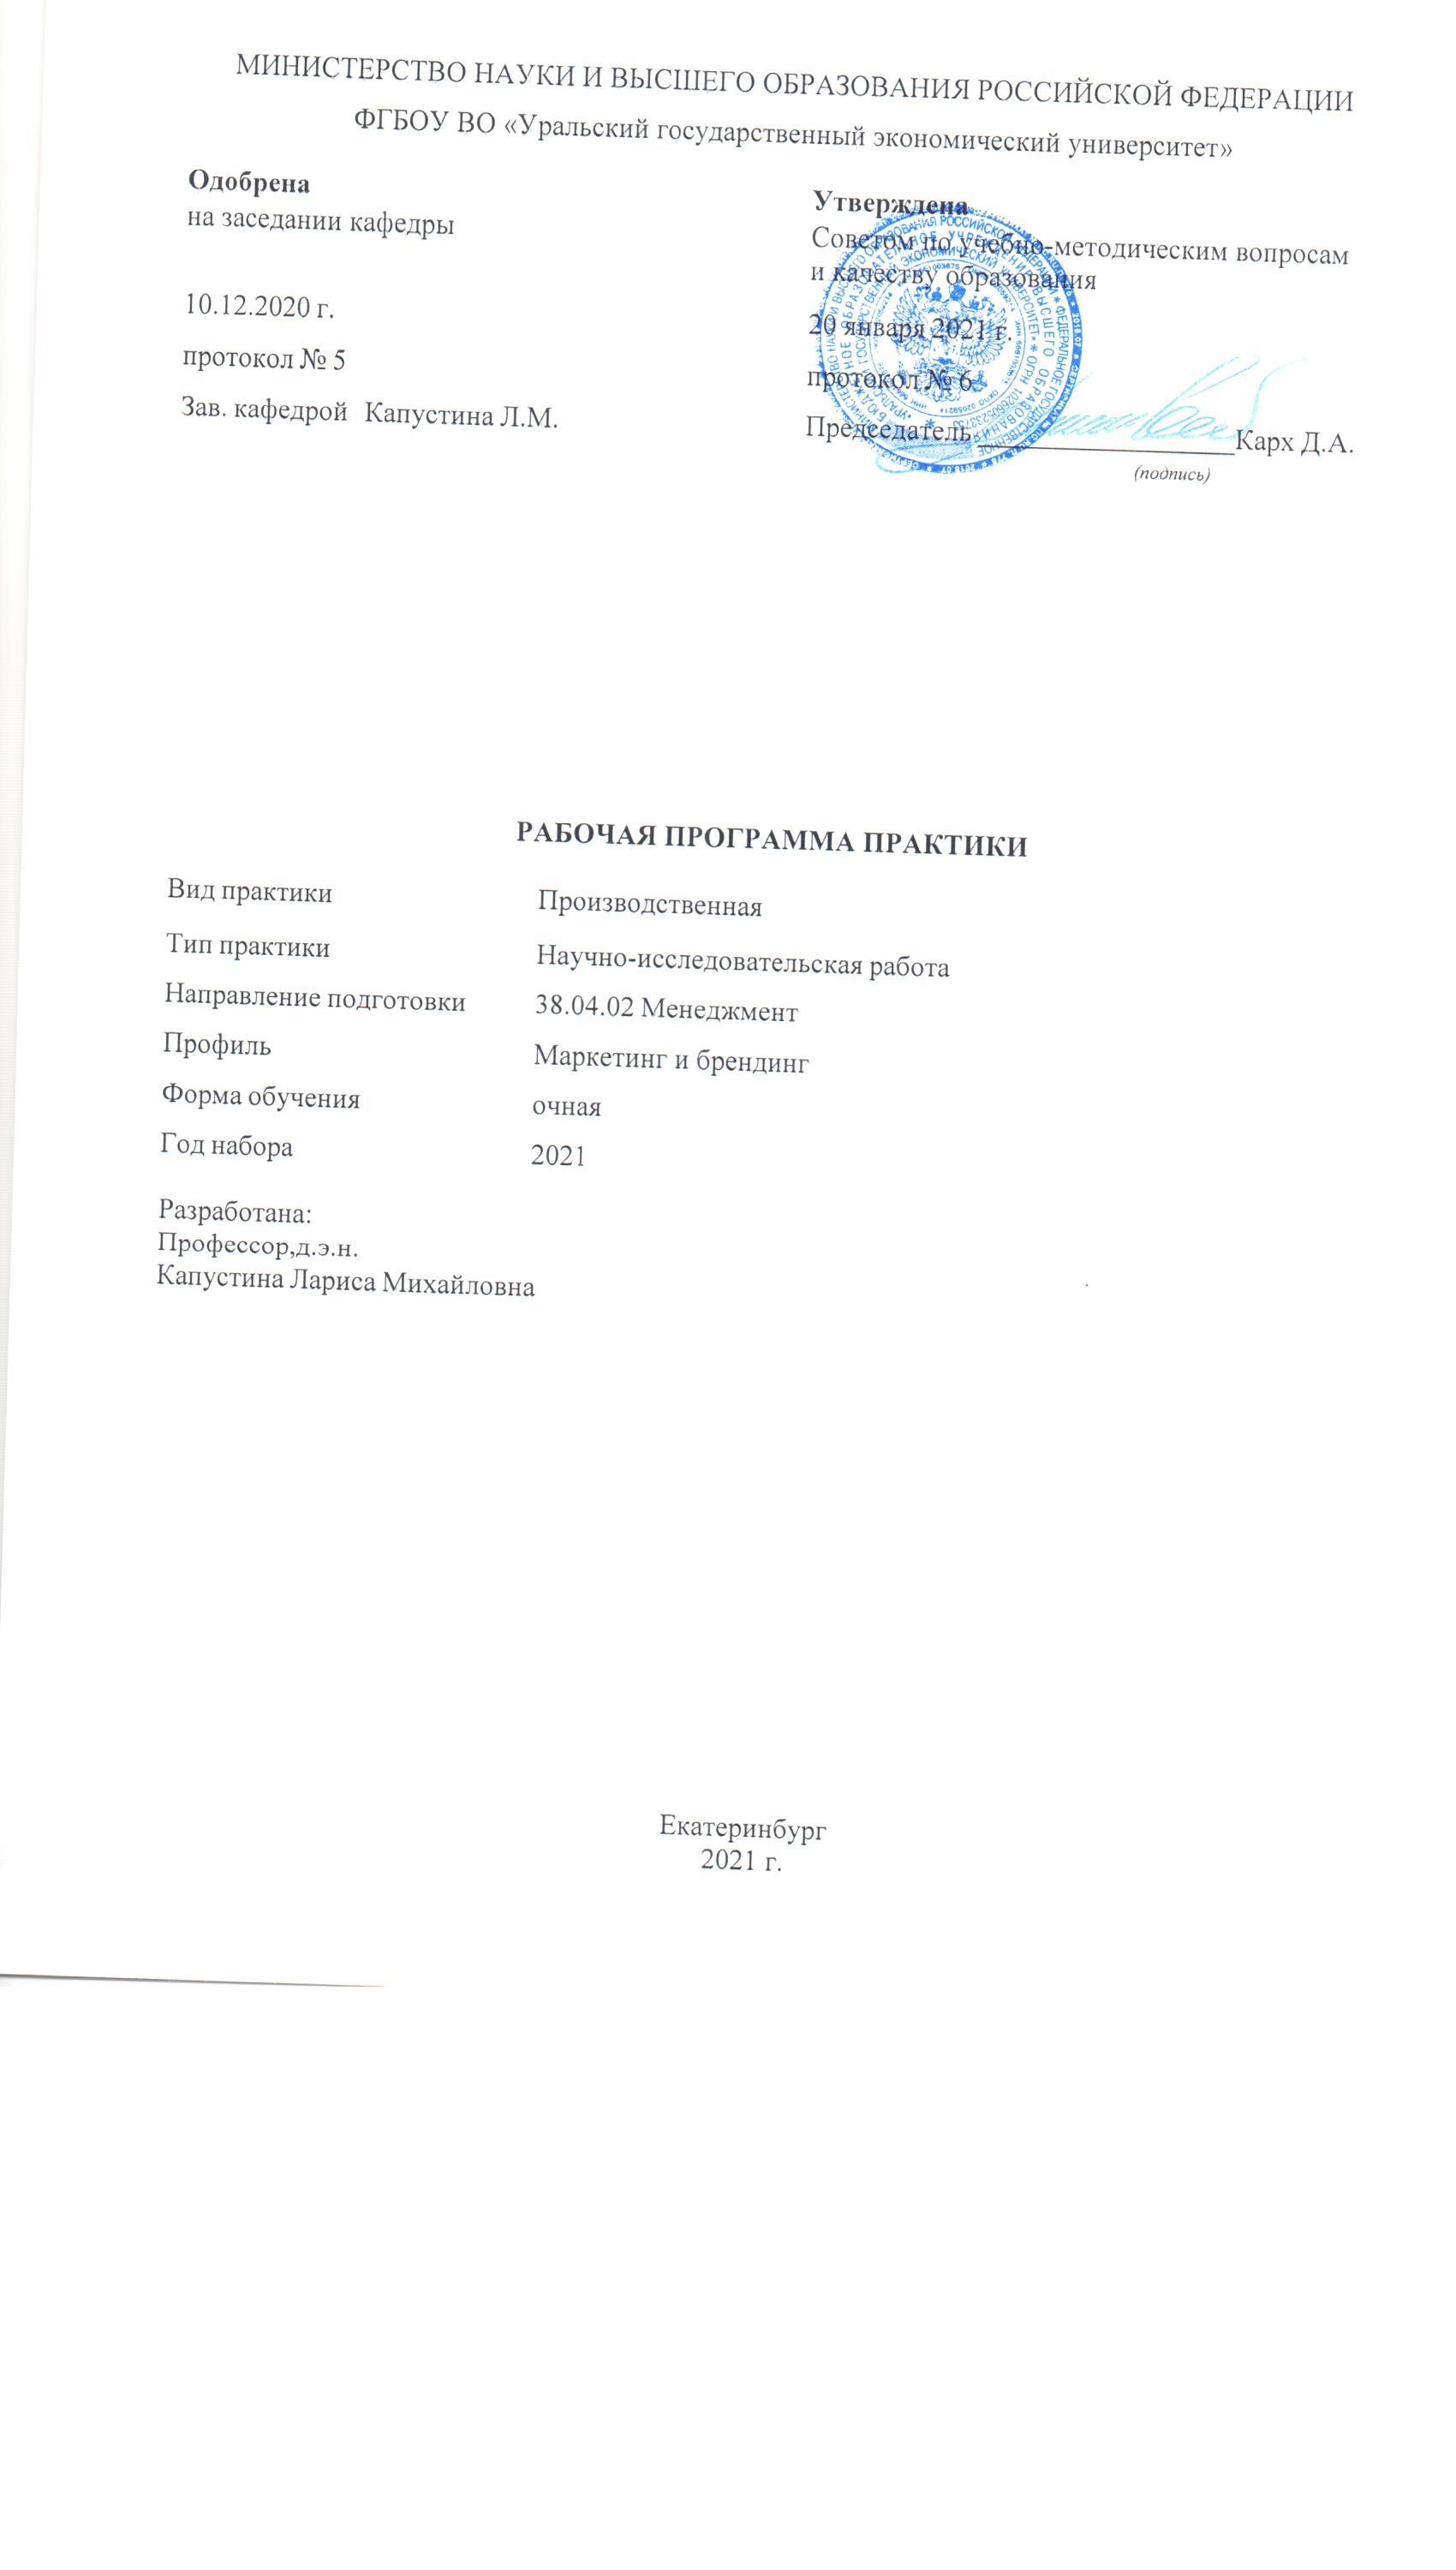 МИНИСТЕРСТВО НАУКИ И ВЫСШЕГО ОБРАЗОВАНИЯ РОССИЙСКОЙ ФЕДЕРАЦИИ
ФГБОУ ВО «Уральский государственный экономический университет»
Одобрена
на заседании кафедры
10.12.2020 г.
протокол № 5
Зав. кафедрой Капустина Л.М.
Утверждена
Советом по учебно-методическим вопросам
и качеству образования
20 января 2021 г.
протокол № 6
Председатель Карх Д.А.
(подпись)
РАБОЧАЯ ПРОГРАММА ПРАКТИКИ
Вид практики Производственная
Тип практики Научно-исследовательская работа
Направление подготовки 38.04.02 Менеджмент
Профиль Маркетинг и брендинг
Форма обучения очная
Год набора 2021
Разработана:
Профессор,д.э.н.
Капустина Лариса Михайловна
Екатеринбург
2021 г.